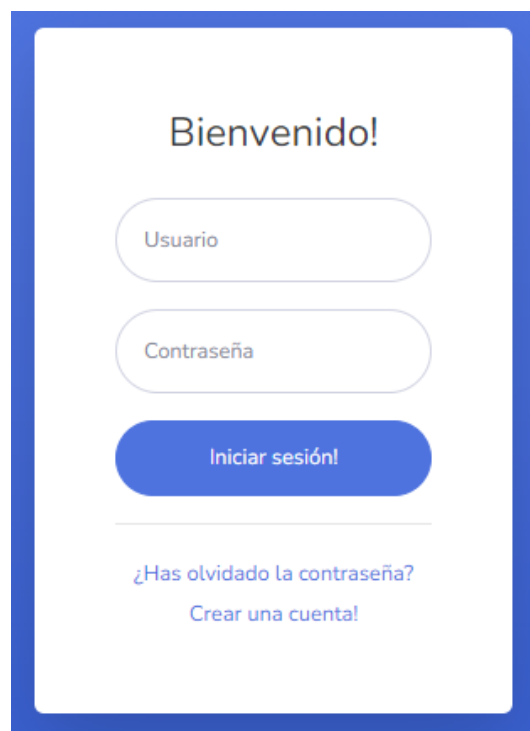 Bienvenido!
Usuario
Contraseña
Iniciar sesión!
¿Has olvidado la contraseña?
Crear una cuenta!